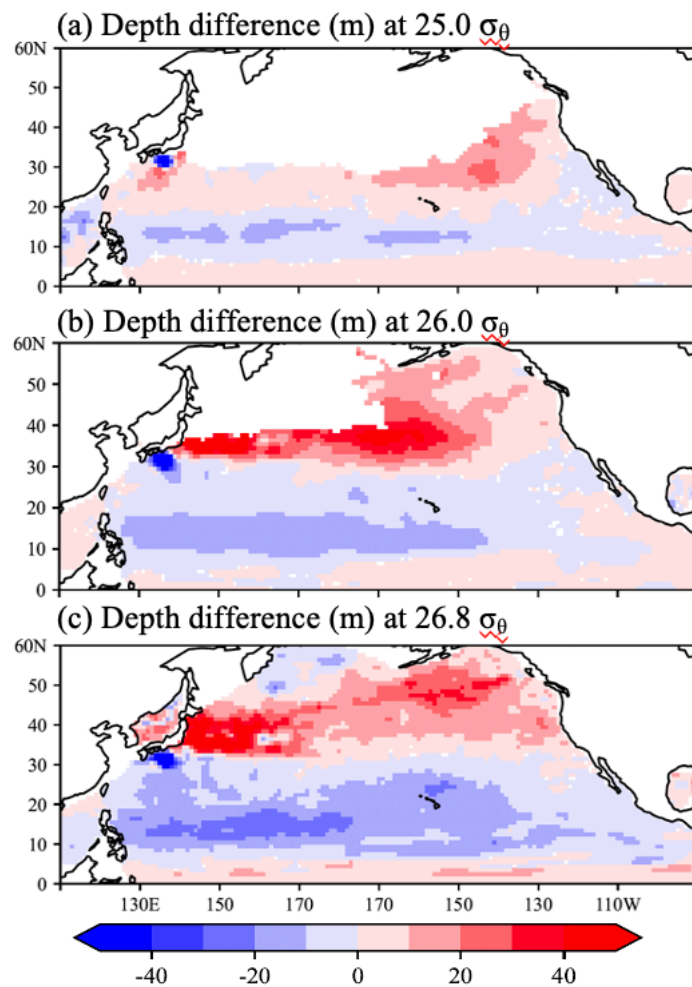 (a) Depth difference (m) at 25.0 σθ
60N
50
40
30
20
10
0
(b) Depth difference (m) at 26.0 σθ
60N
50
40
30
20
10
0
(c) Depth difference (m) at 26.8 σθ
60N
50
40
30
20
10
0
130E 150 170 170 150 130 110W
-40 -20 0 20 40